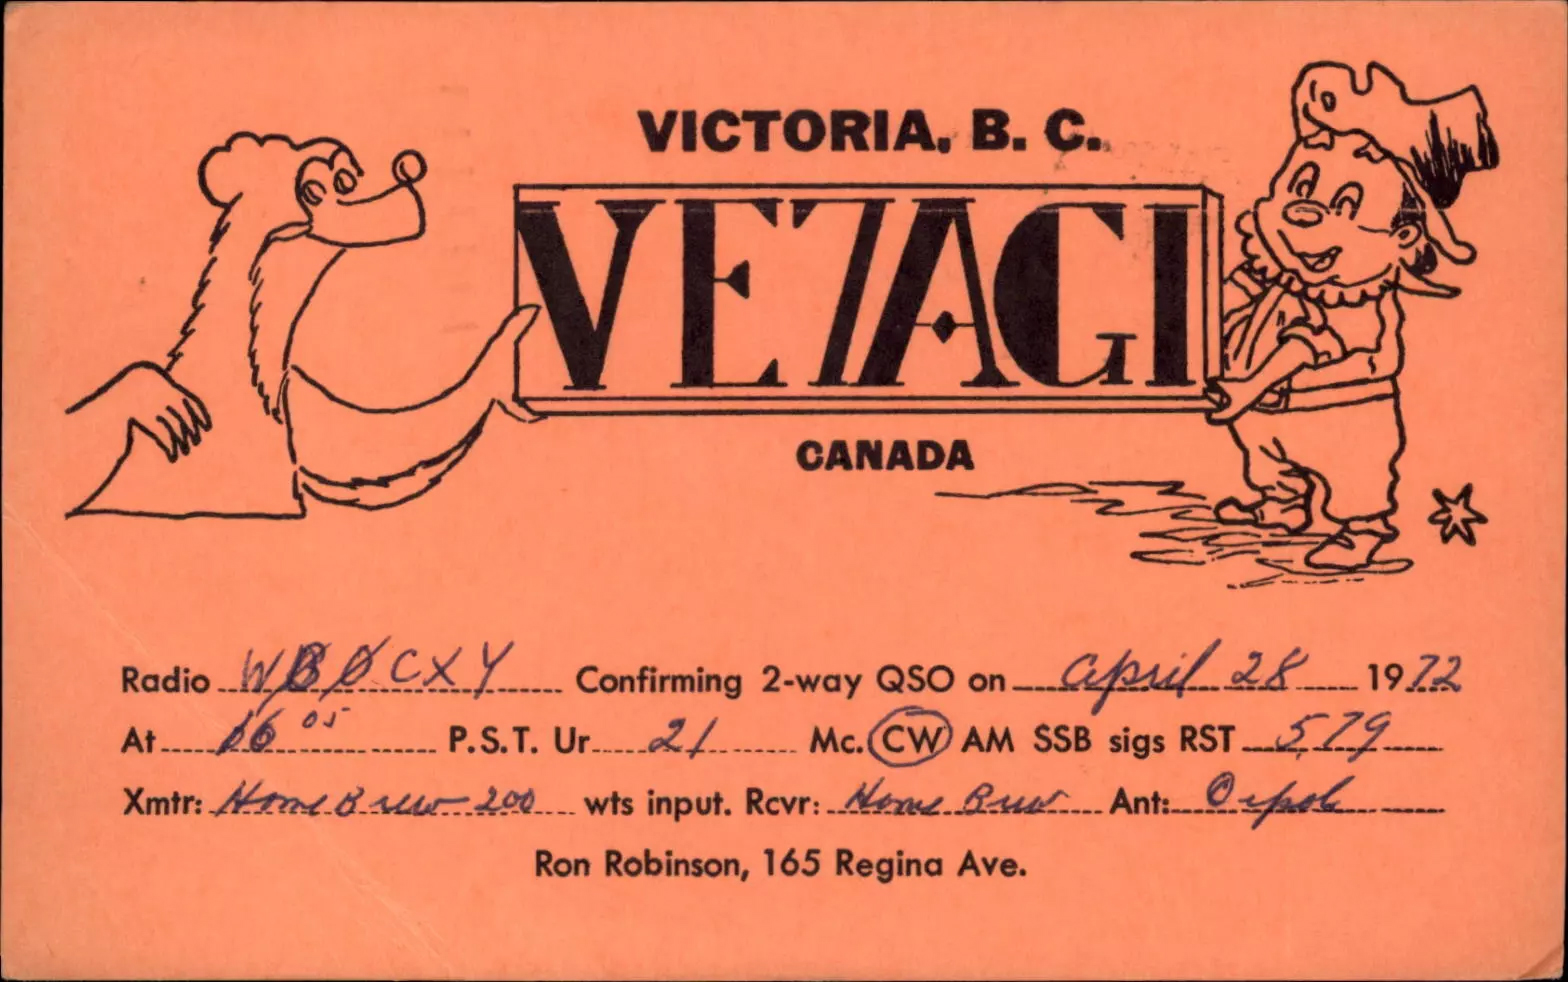 VICTORIA, B. C.
VE7AGI
CANADA
Radio WBØCXY Confirming 2-way QSO on April 28 1972
At 1605 P.S.T. Ur 21 Mc. CW AM SSB sigs RST 579
Xmtr: Home Brew 200 wts input. Rcvr: Home Brew Ant:
Ron Robinson, 165 Regina Ave.